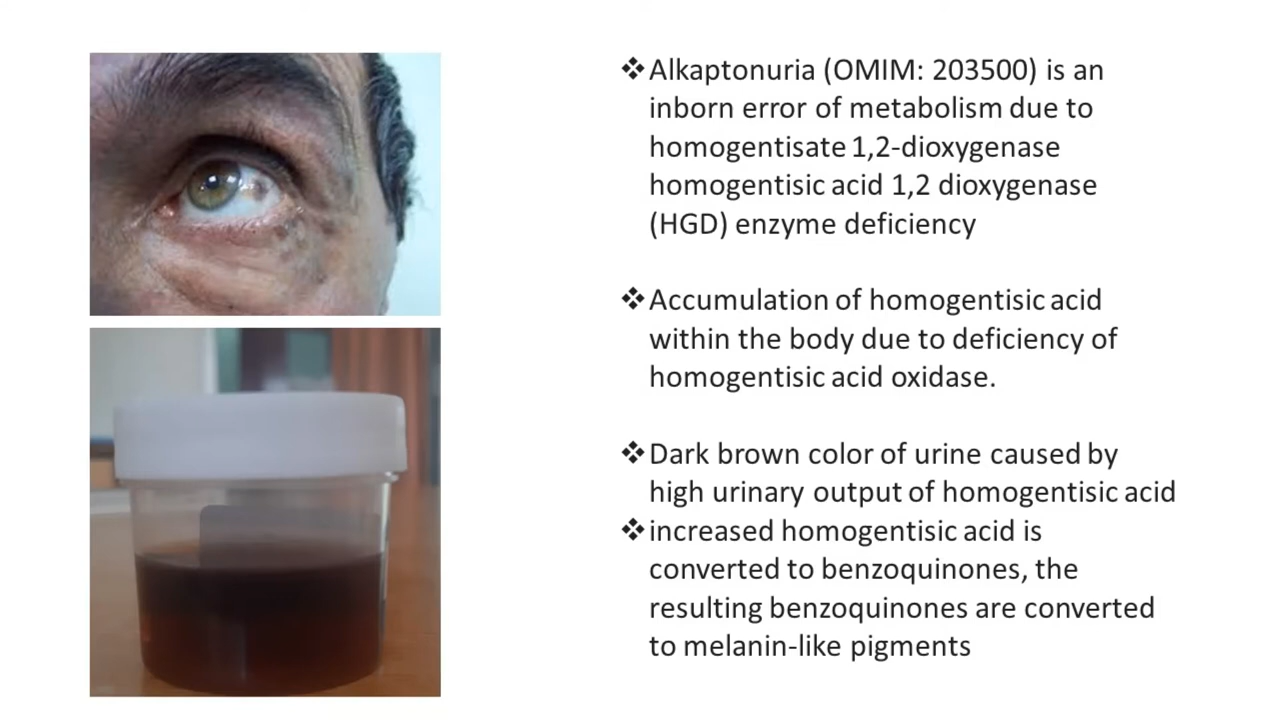 ❖Alkaptonuria (OMIM: 203500) is an
inborn error of metabolism due to
homogentisate 1,2-dioxygenase
homogentisic acid 1,2 dioxygenase
(HGD) enzyme deficiency
❖Accumulation of homogentisic acid
within the body due to deficiency of
homogentisic acid oxidase.
❖Dark brown color of urine caused by
high urinary output of homogentisic acid
❖increased homogentisic acid is
converted to benzoquinones, the
resulting benzoquinones are converted
to melanin-like pigments